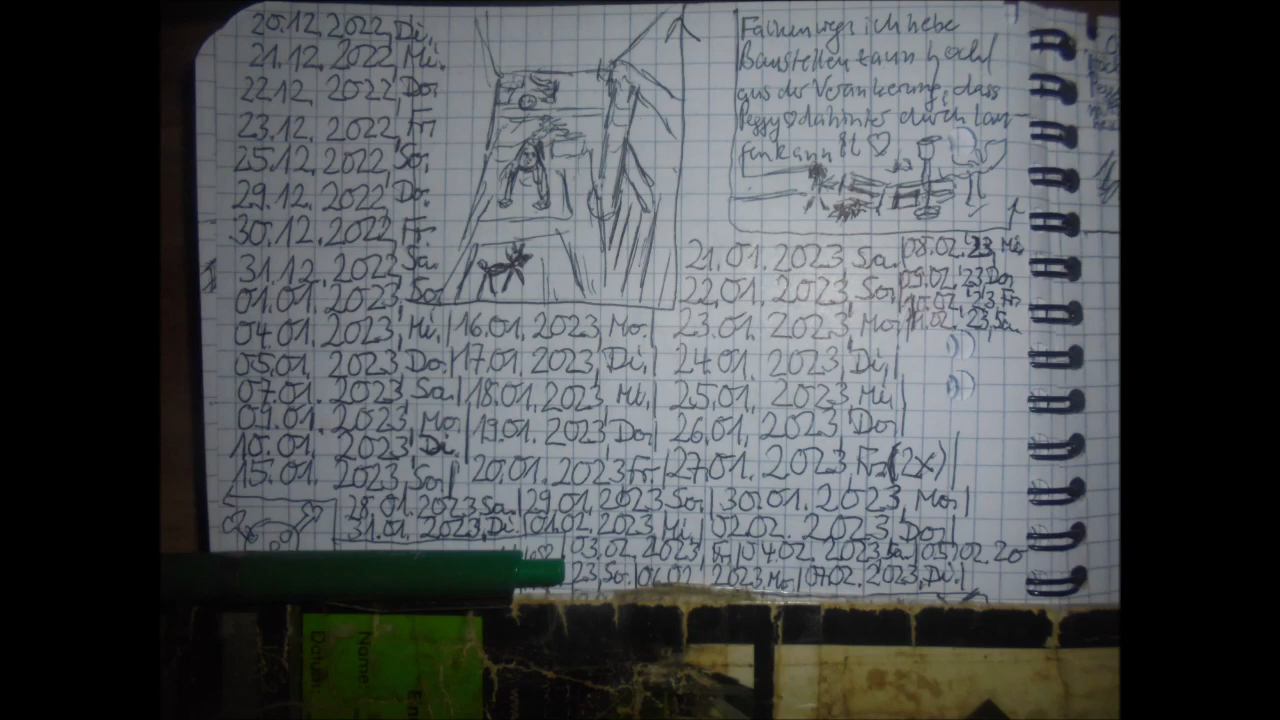 20.12.2022, Di.
21.12.2022, Mi.
22.12. 2022, Do.
23.12. 2022, Fr
25.12. 2022, So.
29.12. 2022, Do.
30.12. 2022, Fr.
31.12. 2022, Sa.
01.01. 2023, So.
04.01. 2023, Mi. | 16.01. 2023, Mo. |
05.01. 2023 Do. | 17.01. 2023, Di. |
07.01. 2023, Sa. | 18.01. 2023, Mi. |
09.01. 2023, Mo. | 19.01. 2023, Do. |
10.01. 2023, Di. |
15.01. 2023, So. | 20.01. 2023 Fr. | 27.01. 2023 Fr. (2x) |
ich hebe
Baustellenzaun hoch
aus der Verankerung, dass
Peggy ♡ dahinter durch lau-
fen kann ♡
21.01. 2023, Sa. | 08.02.'23, Mi.
22.01. 2023, So. | 09.02.'23, Do
23.01. 2023, Mo. | 10.02.'23, Fr.
11.02.'23, Sa.
24.01. 2023, Di. |
25.01. 2023, Mi. |
26.01. 2023, Do. |
28.01. 2023, Sa. | 29.01. 2023, So. | 30.01. 2023, Mo. |
31.01. 2023, Di. | 01.02. 2023, Mi. | 02.02. 2023, Do. |
03.02. 2023, Fr. | 04.02. 2023, Sa. | 05.02. 20
23, So. | 06.02. 2023, Mo. | 07.02. 2023, Di. |
Name:
Datum: